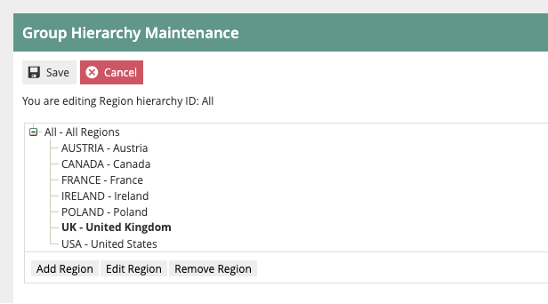 Group Hierarchy Maintenance
Save Cancel
You are editing Region hierarchy ID: All
All - All Regions
AUSTRIA - Austria
CANADA - Canada
FRANCE - France
IRELAND - Ireland
POLAND - Poland
UK - United Kingdom
USA - United States
Add Region Edit Region Remove Region